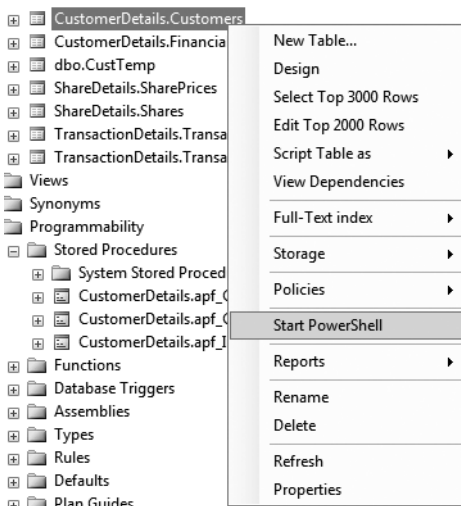 CustomerDetails.Customers
CustomerDetails.Financia
dbo.CustTemp
ShareDetails.SharePrices
ShareDetails.Shares
TransactionDetails.Transa
TransactionDetails.Transa
Views
Synonyms
Programmability
Stored Procedures
System Stored Proced
CustomerDetails.apf_C
CustomerDetails.apf_C
CustomerDetails.apf_I
Functions
Database Triggers
Assemblies
Types
Rules
Defaults
Plan Guides
New Table...
Design
Select Top 3000 Rows
Edit Top 2000 Rows
Script Table as
View Dependencies
Full-Text index
Storage
Policies
Start PowerShell
Reports
Rename
Delete
Refresh
Properties